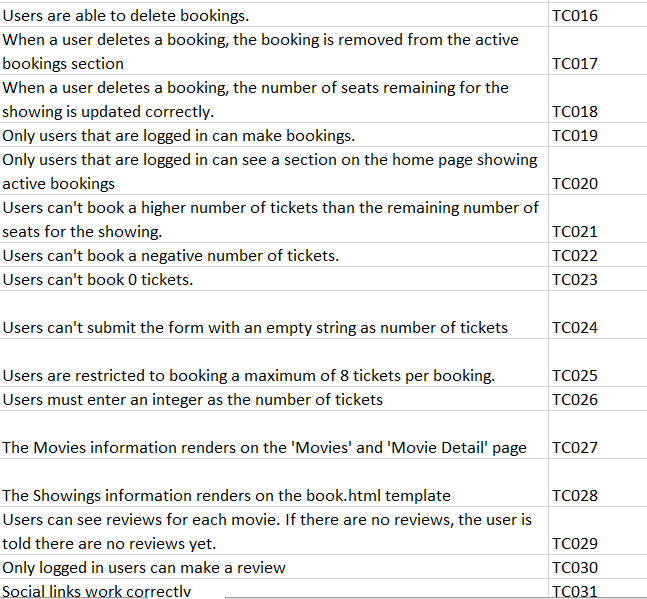 Users are able to delete bookings. TC016
When a user deletes a booking, the booking is removed from the active
bookings section TC017
When a user deletes a booking, the number of seats remaining for the
showing is updated correctly. TC018
Only users that are logged in can make bookings. TC019
Only users that are logged in can see a section on the home page showing
active bookings TC020
Users can't book a higher number of tickets than the remaining number of
seats for the showing. TC021
Users can't book a negative number of tickets. TC022
Users can't book 0 tickets. TC023
Users can't submit the form with an empty string as number of tickets TC024
Users are restricted to booking a maximum of 8 tickets per booking. TC025
Users must enter an integer as the number of tickets TC026
The Movies information renders on the 'Movies' and 'Movie Detail' page TC027
The Showings information renders on the book.html template TC028
Users can see reviews for each movie. If there are no reviews, the user is
told there are no reviews yet. TC029
Only logged in users can make a review TC030
Social links work correctly TC031